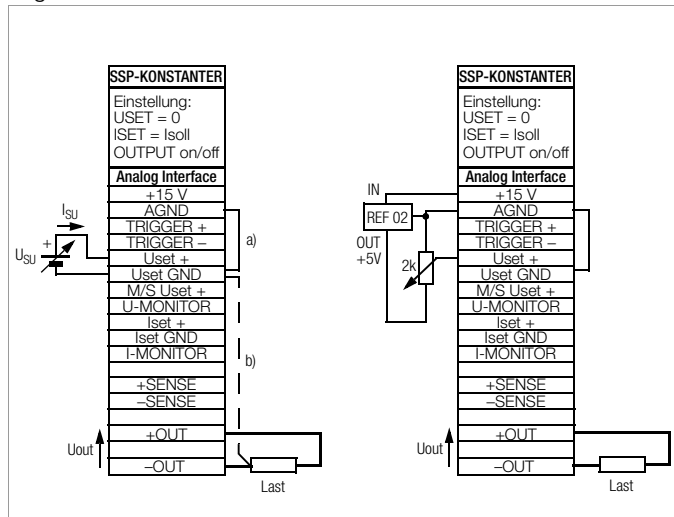 SSP-KONSTANTER
Einstellung:
USET = 0
ISET = Isoll
OUTPUT on/off
Analog Interface
+15 V
AGND
TRIGGER +
TRIGGER –
Uset +
Uset GND
M/S Uset +
U-MONITOR
Iset +
Iset GND
I-MONITOR
+SENSE
–SENSE
+OUT
–OUT
ISU
+
USU
a)
b)
Uout
Last
SSP-KONSTANTER
Einstellung:
USET = 0
ISET = Isoll
OUTPUT on/off
Analog Interface
+15 V
AGND
TRIGGER +
TRIGGER –
Uset +
Uset GND
M/S Uset +
U-MONITOR
Iset +
Iset GND
I-MONITOR
+SENSE
–SENSE
+OUT
–OUT
IN
REF 02
OUT
+5V
2k
Uout
Last